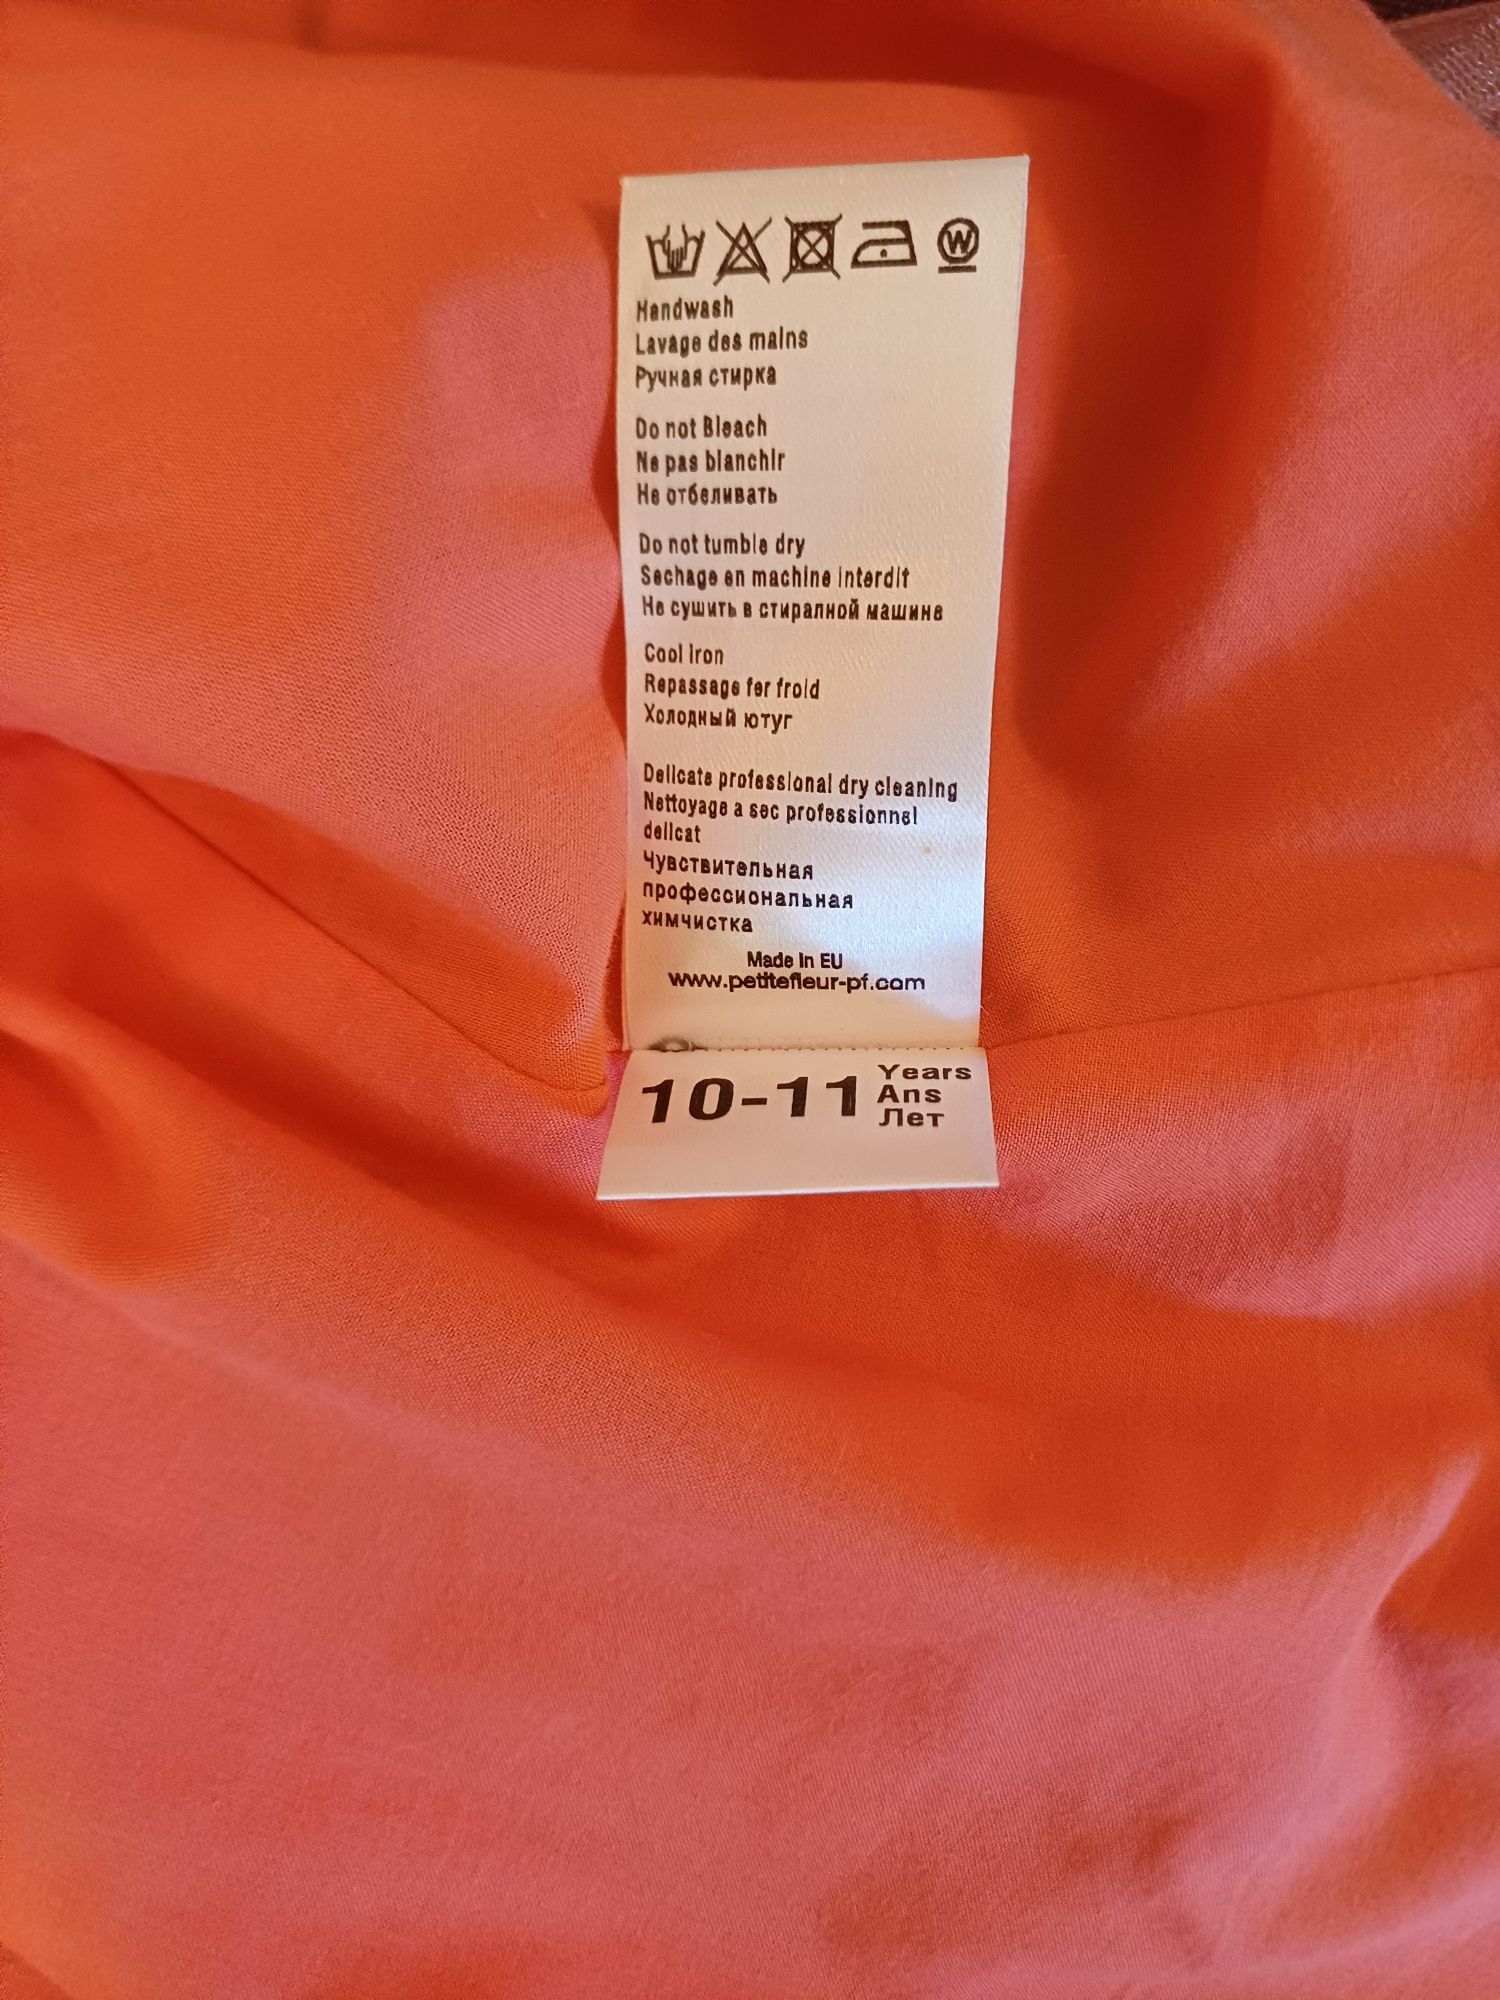 W
Handwash
Lavage des mains
Ручная стирка
Do not Bleach
Ne pas blanchir
Не отбеливать
Do not tumble dry
Sechage en machine interdit
Не сушить в стиралной машине
Cool Iron
Repassage fer froid
Холодный ютуг
Delicate professional dry cleaning
Nettoyage a sec professionnel
delicat
Чувствительная
профессиональная
химчистка
Made in EU
www.petitefleur-pf.com
10-11 Years
Ans
Лет